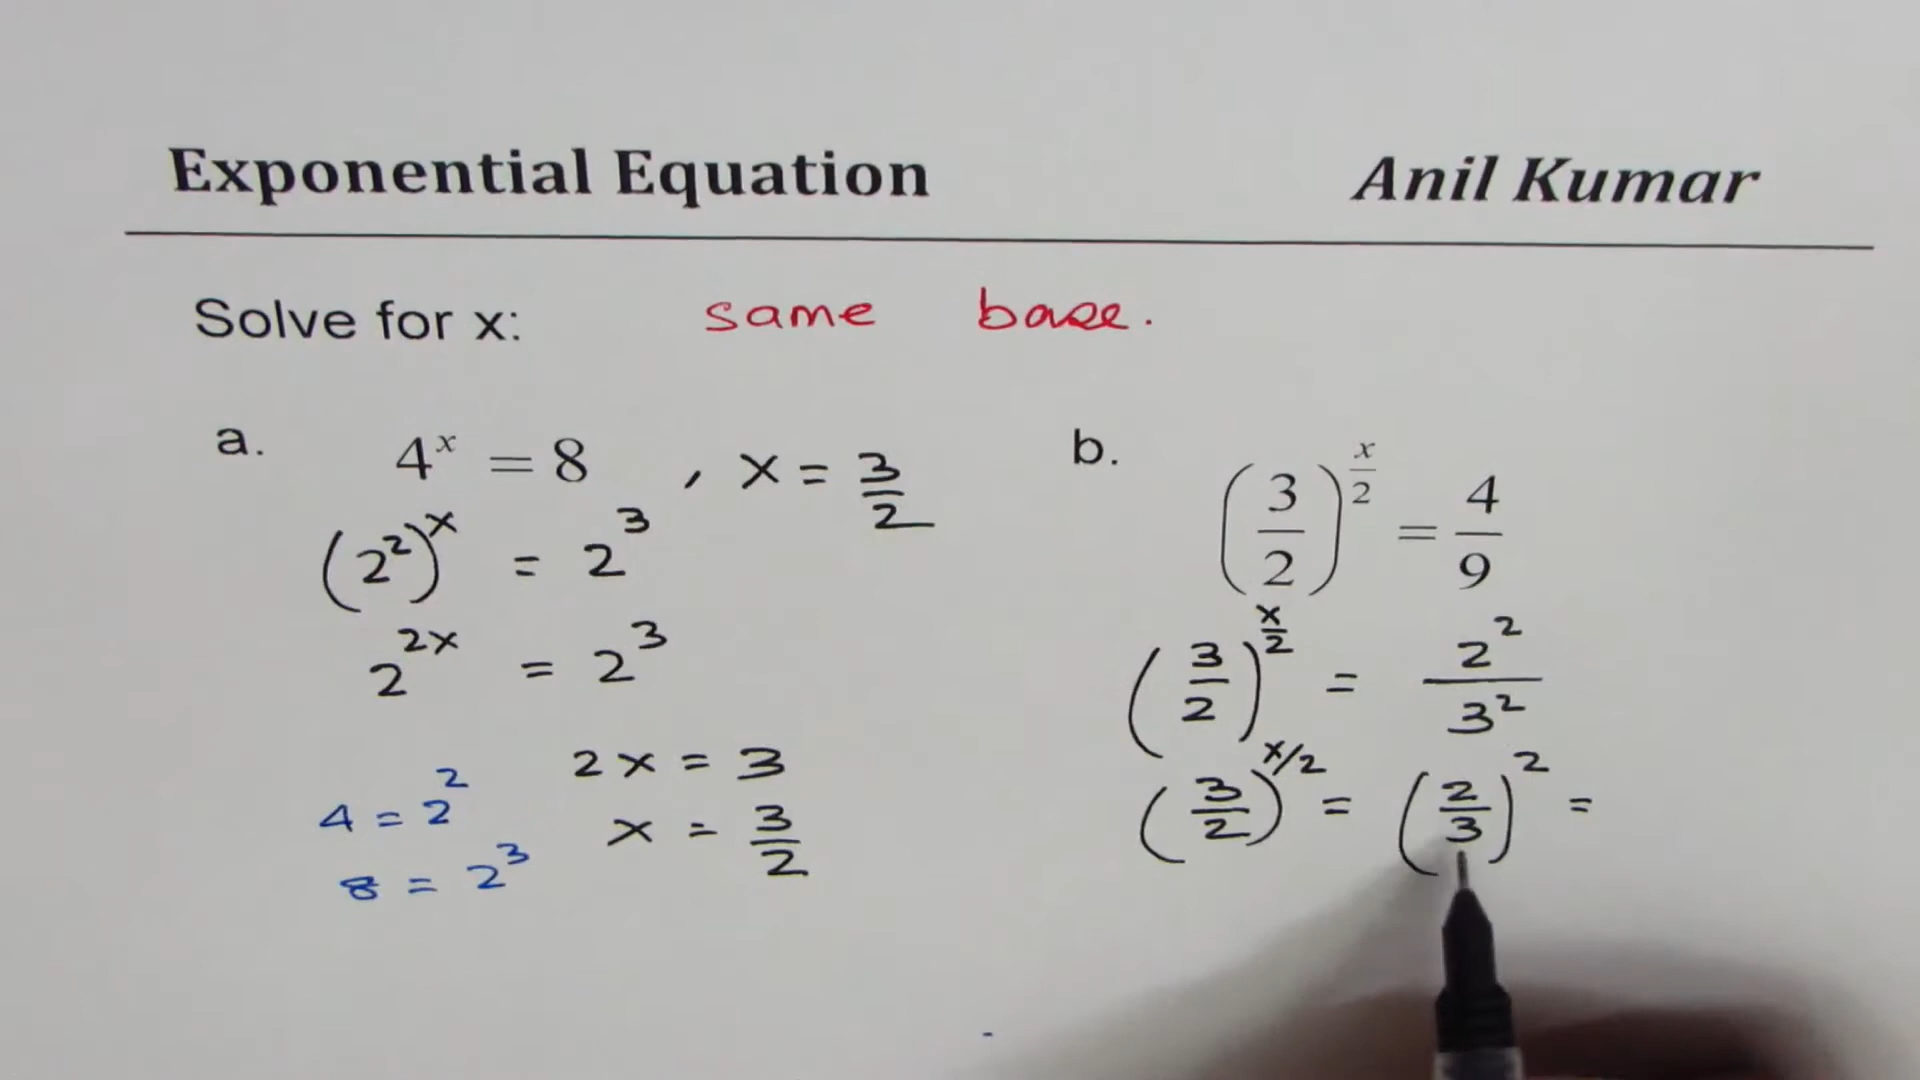 Exponential Equation Anil Kumar
Solve for x: same base.
a. 4^x = 8 , x = 3/2
(2^2)^x = 2^3
2^2x = 2^3
2x = 3
x = 3/2
4 = 2^2
8 = 2^3
b. (3/2)^x/2 = 4/9
(3/2)^x/2 = 2^2/3^2
(3/2)^x/2 = (2/3)^2 =